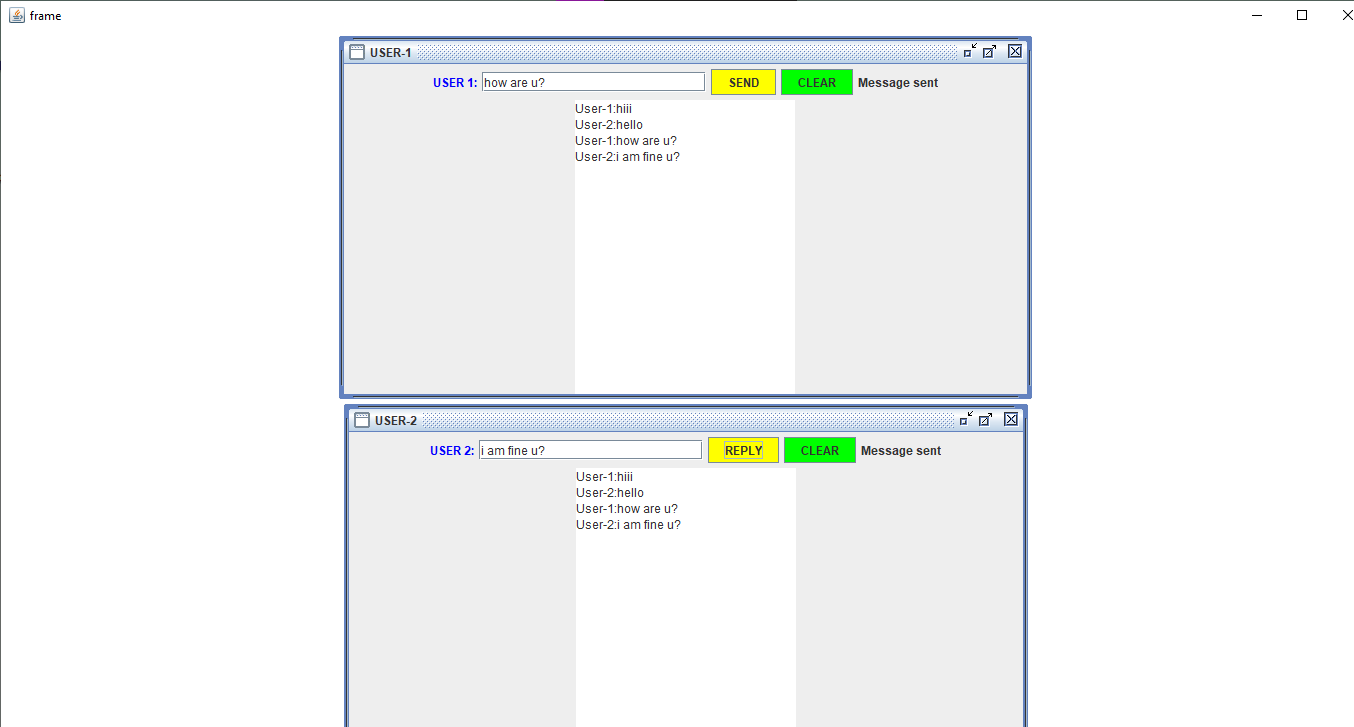 frame
USER-1
USER 1: how are u? SEND CLEAR Message sent
User-1:hiii
User-2:hello
User-1:how are u?
User-2:i am fine u?
USER-2
USER 2: i am fine u? REPLY CLEAR Message sent
User-1:hiii
User-2:hello
User-1:how are u?
User-2:i am fine u?